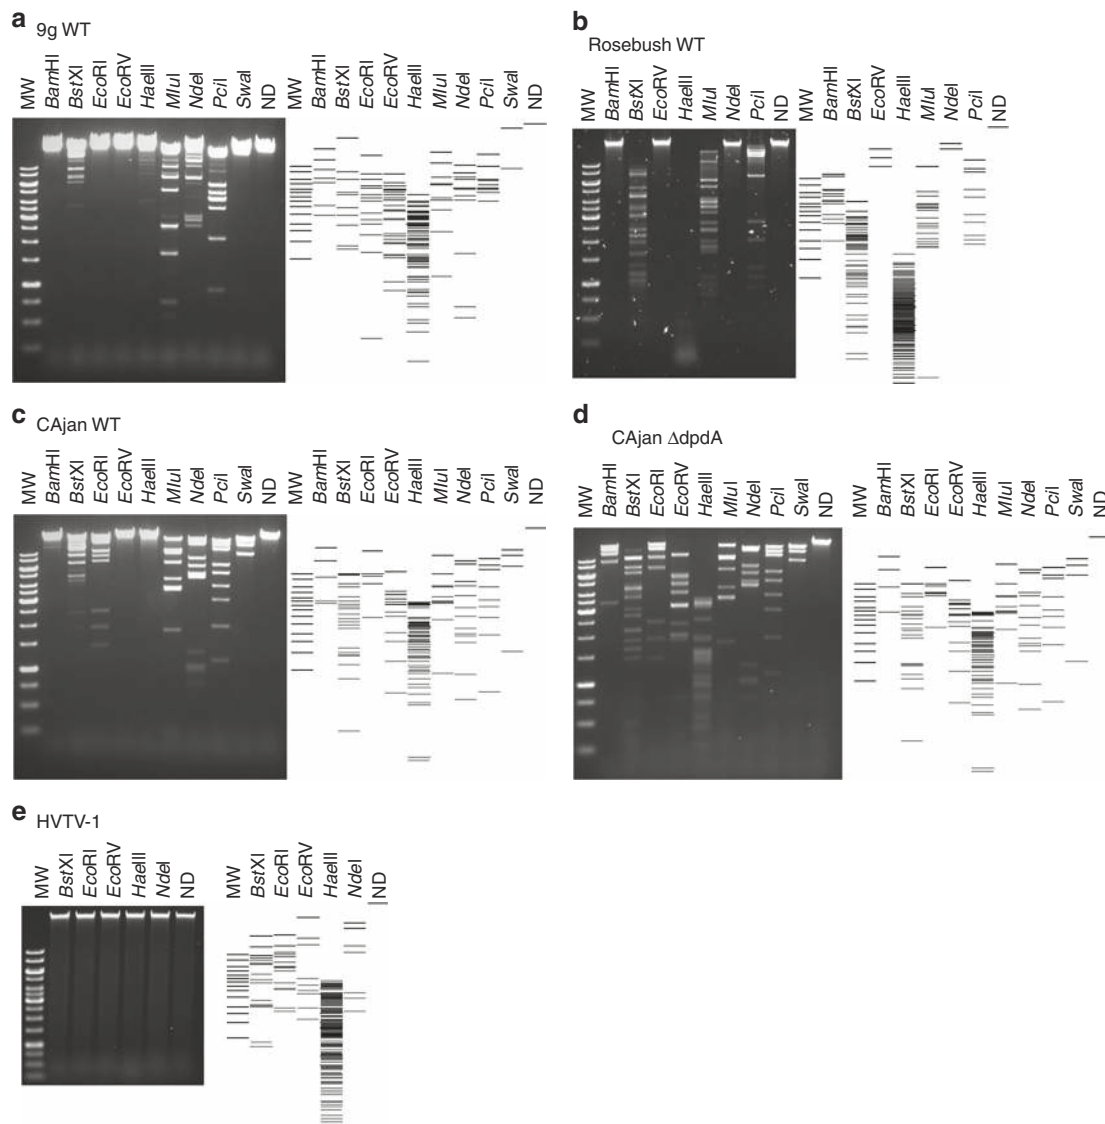 a 9g WT
MW BamHI BstXI EcoRI EcoRV HaeIII MluI NdeI PciI SwaI ND MW BamHI BstXI EcoRI EcoRV HaeIII MluI NdeI PciI SwaI ND
b Rosebush WT
MW BamHI BstXI EcoRV HaeIII MluI NdeI PciI ND MW BamHI BstXI EcoRV HaeIII MluI NdeI PciI ND
c CAjan WT
MW BamHI BstXI EcoRI EcoRV HaeIII MluI NdeI PciI SwaI ND MW BamHI BstXI EcoRI EcoRV HaeIII MluI NdeI PciI SwaI ND
d CAjan ΔdpdA
MW BamHI BstXI EcoRI EcoRV HaeIII MluI NdeI PciI SwaI ND MW BamHI BstXI EcoRI EcoRV HaeIII MluI NdeI PciI SwaI ND
e HVTV-1
MW BstXI EcoRI EcoRV HaeIII NdeI ND MW BstXI EcoRI EcoRV HaeIII NdeI ND